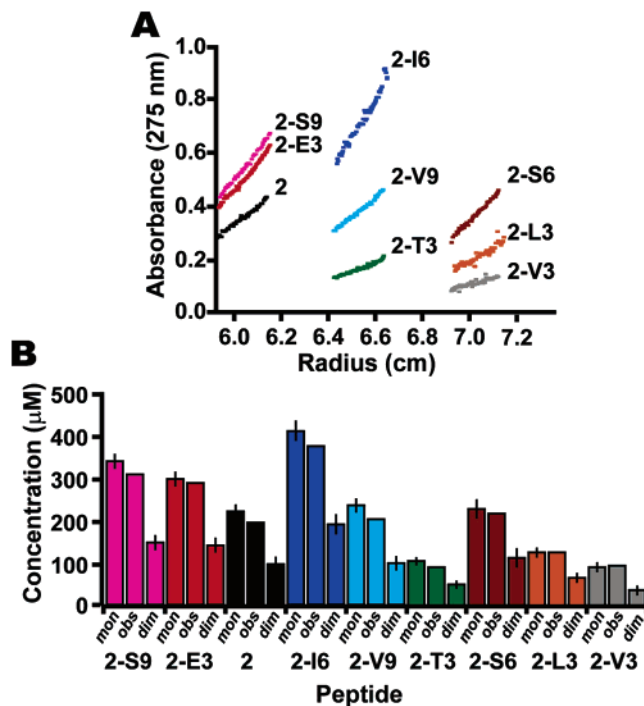 A
Absorbance (275 nm)
1.0
0.8
0.6
0.4
0.2
0.0
2-I6
2-S9
2-E3
2
2-V9
2-T3
2-S6
2-L3
2-V3
6.0 6.2 6.4 6.6 6.8 7.0 7.2
Radius (cm)
B
Concentration (μM)
500
400
300
200
100
0
mon obs dim mon obs dim mon obs dim mon obs dim mon obs dim mon obs dim mon obs dim mon obs dim mon obs dim
2-S9 2-E3 2 2-I6 2-V9 2-T3 2-S6 2-L3 2-V3
Peptide